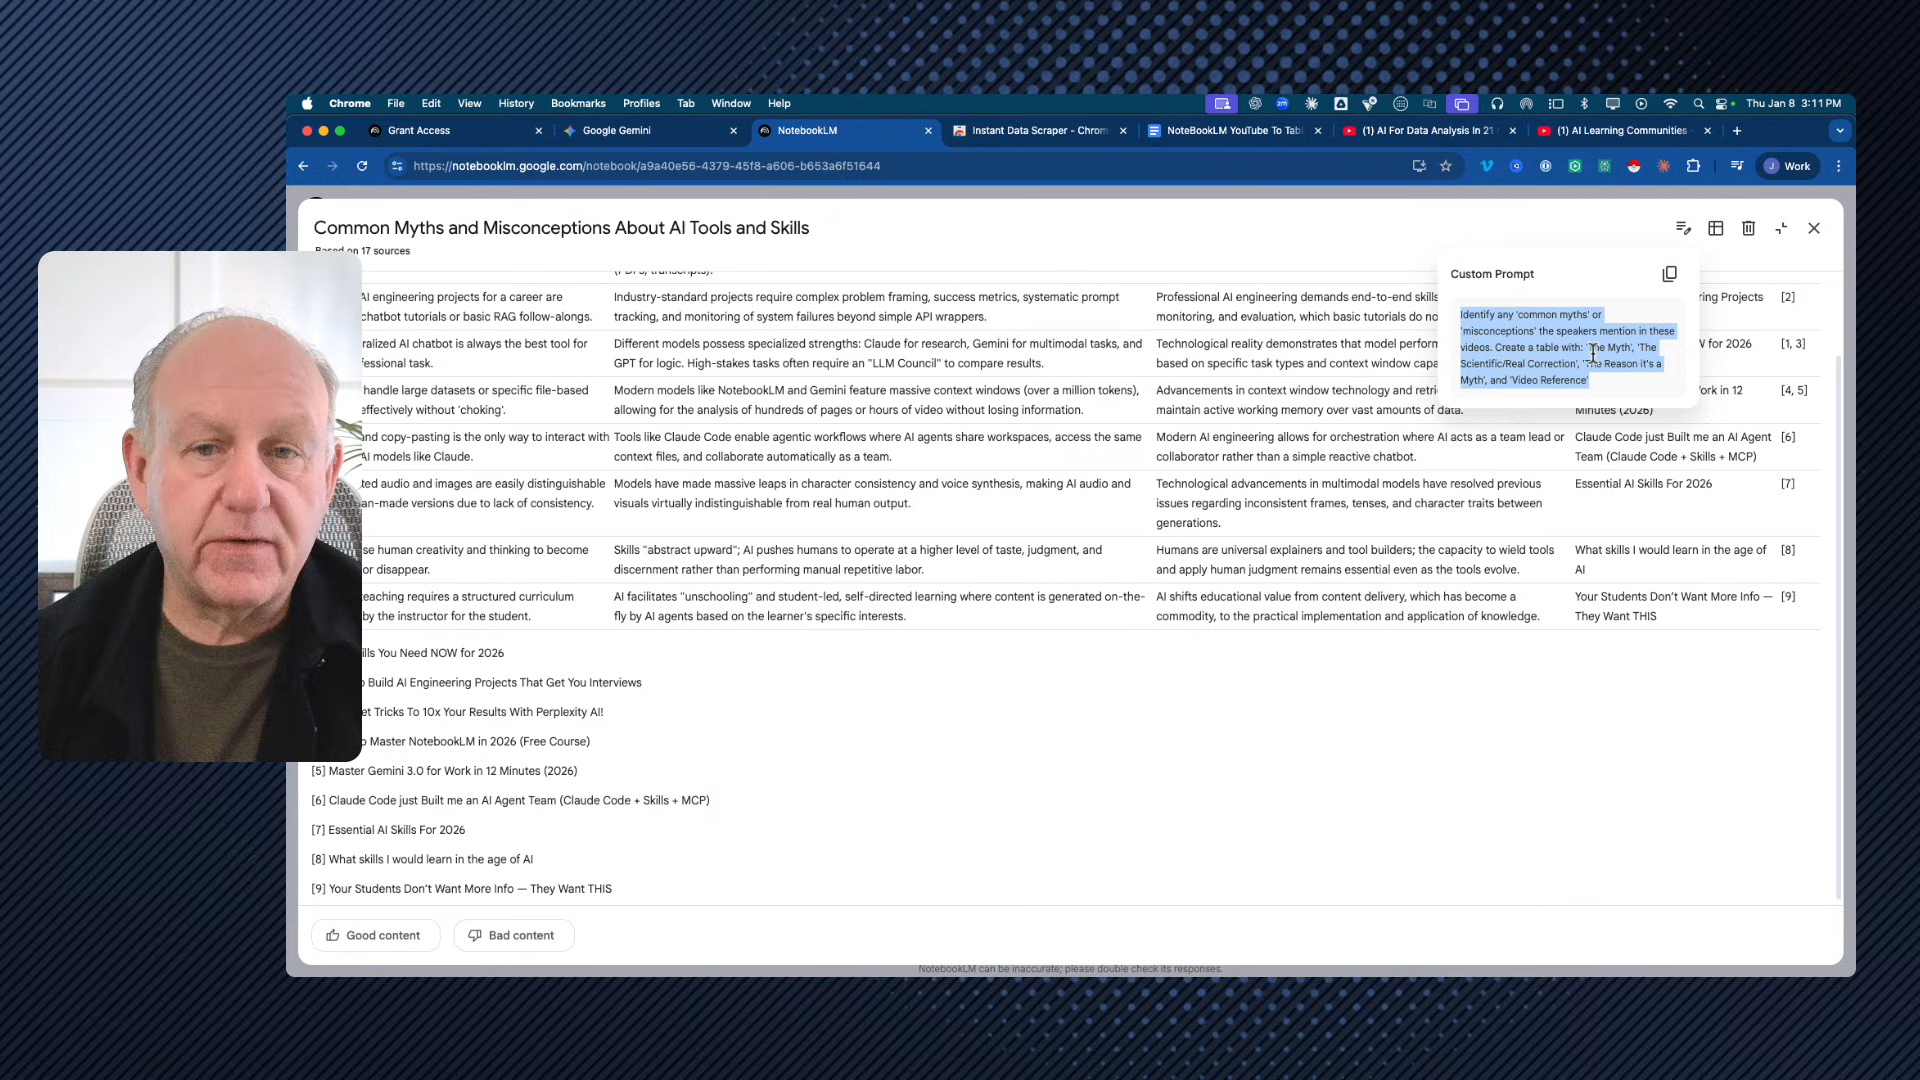 Chrome File Edit View History Bookmarks Profiles Tab Window Help Thu Jan 8 3:11 PM
Grant Access Google Gemini NotebookLM Instant Data Scraper - Chrom NoteBookLM YouTube To Tabl (1) AI For Data Analysis In 21 (1) AI Learning Communities
https://notebooklm.google.com/notebook/a9a40e56-4379-45f8-a606-b653a6f51644 J Work
Common Myths and Misconceptions About AI Tools and Skills
Based on 17 sources
(PDFs, transcripts).
Custom Prompt
Identify any 'common myths' or
'misconceptions' the speakers mention in these
videos. Create a table with: 'The Myth', 'The
Scientific/Real Correction', 'The Reason it's a
Myth', and 'Video Reference'
AI engineering projects for a career are Industry-standard projects require complex problem framing, success metrics, systematic prompt Professional AI engineering demands end-to-end skills ring Projects [2]
chatbot tutorials or basic RAG follow-alongs. tracking, and monitoring of system failures beyond simple API wrappers. monitoring, and evaluation, which basic tutorials do no
ralized AI chatbot is always the best tool for Different models possess specialized strengths: Claude for research, Gemini for multimodal tasks, and Technological reality demonstrates that model perform W for 2026 [1, 3]
fessional task. GPT for logic. High-stakes tasks often require an "LLM Council" to compare results. based on specific task types and context window capa
handle large datasets or specific file-based Modern models like NotebookLM and Gemini feature massive context windows (over a million tokens), Advancements in context window technology and retrie ork in 12 [4, 5]
effectively without 'choking'. allowing for the analysis of hundreds of pages or hours of video without losing information. maintain active working memory over vast amounts of data. Minutes (2026)
and copy-pasting is the only way to interact with Tools like Claude Code enable agentic workflows where AI agents share workspaces, access the same Modern AI engineering allows for orchestration where AI acts as a team lead or Claude Code just Built me an AI Agent [6]
AI models like Claude. context files, and collaborate automatically as a team. collaborator rather than a simple reactive chatbot. Team (Claude Code + Skills + MCP)
ted audio and images are easily distinguishable Models have made massive leaps in character consistency and voice synthesis, making AI audio and Technological advancements in multimodal models have resolved previous Essential AI Skills For 2026 [7]
an-made versions due to lack of consistency. visuals virtually indistinguishable from real human output. issues regarding inconsistent frames, tenses, and character traits between
generations.
se human creativity and thinking to become Skills "abstract upward"; AI pushes humans to operate at a higher level of taste, judgment, and Humans are universal explainers and tool builders; the capacity to wield tools What skills I would learn in the age of [8]
or disappear. discernment rather than performing manual repetitive labor. and apply human judgment remains essential even as the tools evolve. AI
eaching requires a structured curriculum AI facilitates "unschooling" and student-led, self-directed learning where content is generated on-the- AI shifts educational value from content delivery, which has become a Your Students Don't Want More Info — [9]
by the instructor for the student. fly by AI agents based on the learner's specific interests. commodity, to the practical implementation and application of knowledge. They Want THIS
ills You Need NOW for 2026
o Build AI Engineering Projects That Get You Interviews
et Tricks To 10x Your Results With Perplexity AI!
o Master NotebookLM in 2026 (Free Course)
[5] Master Gemini 3.0 for Work in 12 Minutes (2026)
[6] Claude Code just Built me an AI Agent Team (Claude Code + Skills + MCP)
[7] Essential AI Skills For 2026
[8] What skills I would learn in the age of AI
[9] Your Students Don't Want More Info — They Want THIS
Good content Bad content
NotebookLM can be inaccurate; please double check its responses.